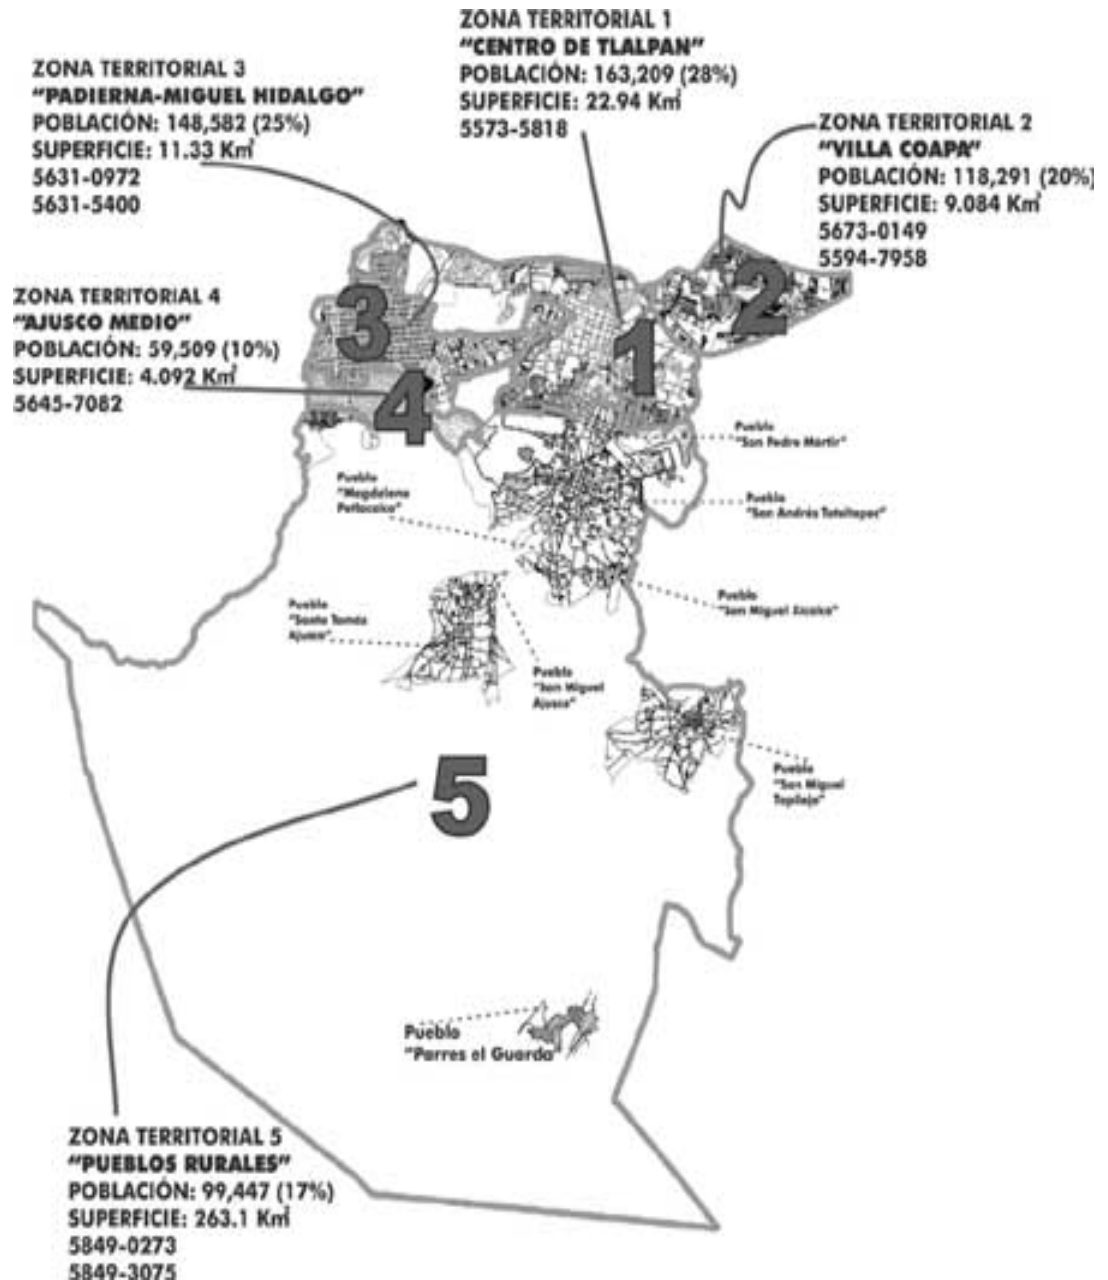 ZONA TERRITORIAL 1
"CENTRO DE TLALPAN"
POBLACIÓN: 163,209 (28%)
SUPERFICIE: 22.94 Km²
5573-5818
ZONA TERRITORIAL 3
"PADIERNA-MIGUEL HIDALGO"
POBLACIÓN: 148,582 (25%)
SUPERFICIE: 11.33 Km²
5631-0972
5631-5400
ZONA TERRITORIAL 2
"VILLA COAPA"
POBLACIÓN: 118,291 (20%)
SUPERFICIE: 9.084 Km²
5673-0149
5594-7958
ZONA TERRITORIAL 4
"AJUSCO MEDIO"
POBLACIÓN: 59,509 (10%)
SUPERFICIE: 4.092 Km²
5645-7082
3
2
1
4
Pueblo
"San Pedro Mártir"
Pueblo
"Magdalena
Petlacalco"
Pueblo
"San Andrés Totoltepec"
Pueblo
"San Miguel Xicalco"
Pueblo
"Santo Tomás
Ajusco"
Pueblo
"San Miguel
Ajusco"
Pueblo
"San Miguel
Topilejo"
5
Pueblo
"Parres el Guarda"
ZONA TERRITORIAL 5
"PUEBLOS RURALES"
POBLACIÓN: 99,447 (17%)
SUPERFICIE: 263.1 Km²
5849-0273
5849-3075